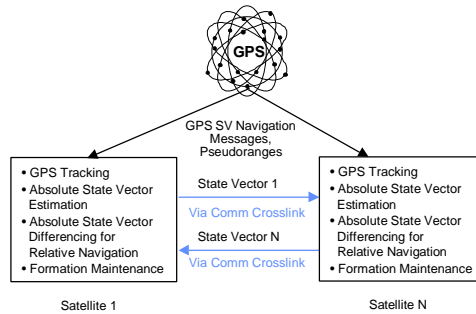 GPS
GPS SV Navigation
Messages,
Pseudoranges
• GPS Tracking
• Absolute State Vector
Estimation
• Absolute State Vector
Differencing for
Relative Navigation
• Formation Maintenance
State Vector 1
Via Comm Crosslink
State Vector N
Via Comm Crosslink
• GPS Tracking
• Absolute State Vector
Estimation
• Absolute State Vector
Differencing for
Relative Navigation
• Formation Maintenance
Satellite 1
Satellite N